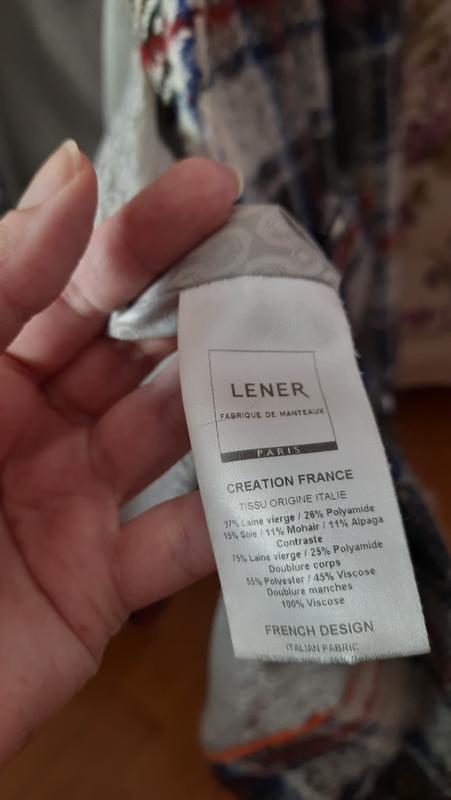 LENER
FABRIQUE DE MANTEAUX
PARIS
CREATION FRANCE
TISSU ORIGINE ITALIE
37% Laine vierge / 26% Polyamide
15% Soie / 11% Mohair / 11% Alpaga
Contraste
75% Laine vierge / 25% Polyamide
Doublure corps
55% Polyester / 45% Viscose
Doublure manches
100% Viscose
FRENCH DESIGN
ITALIAN FABRIC